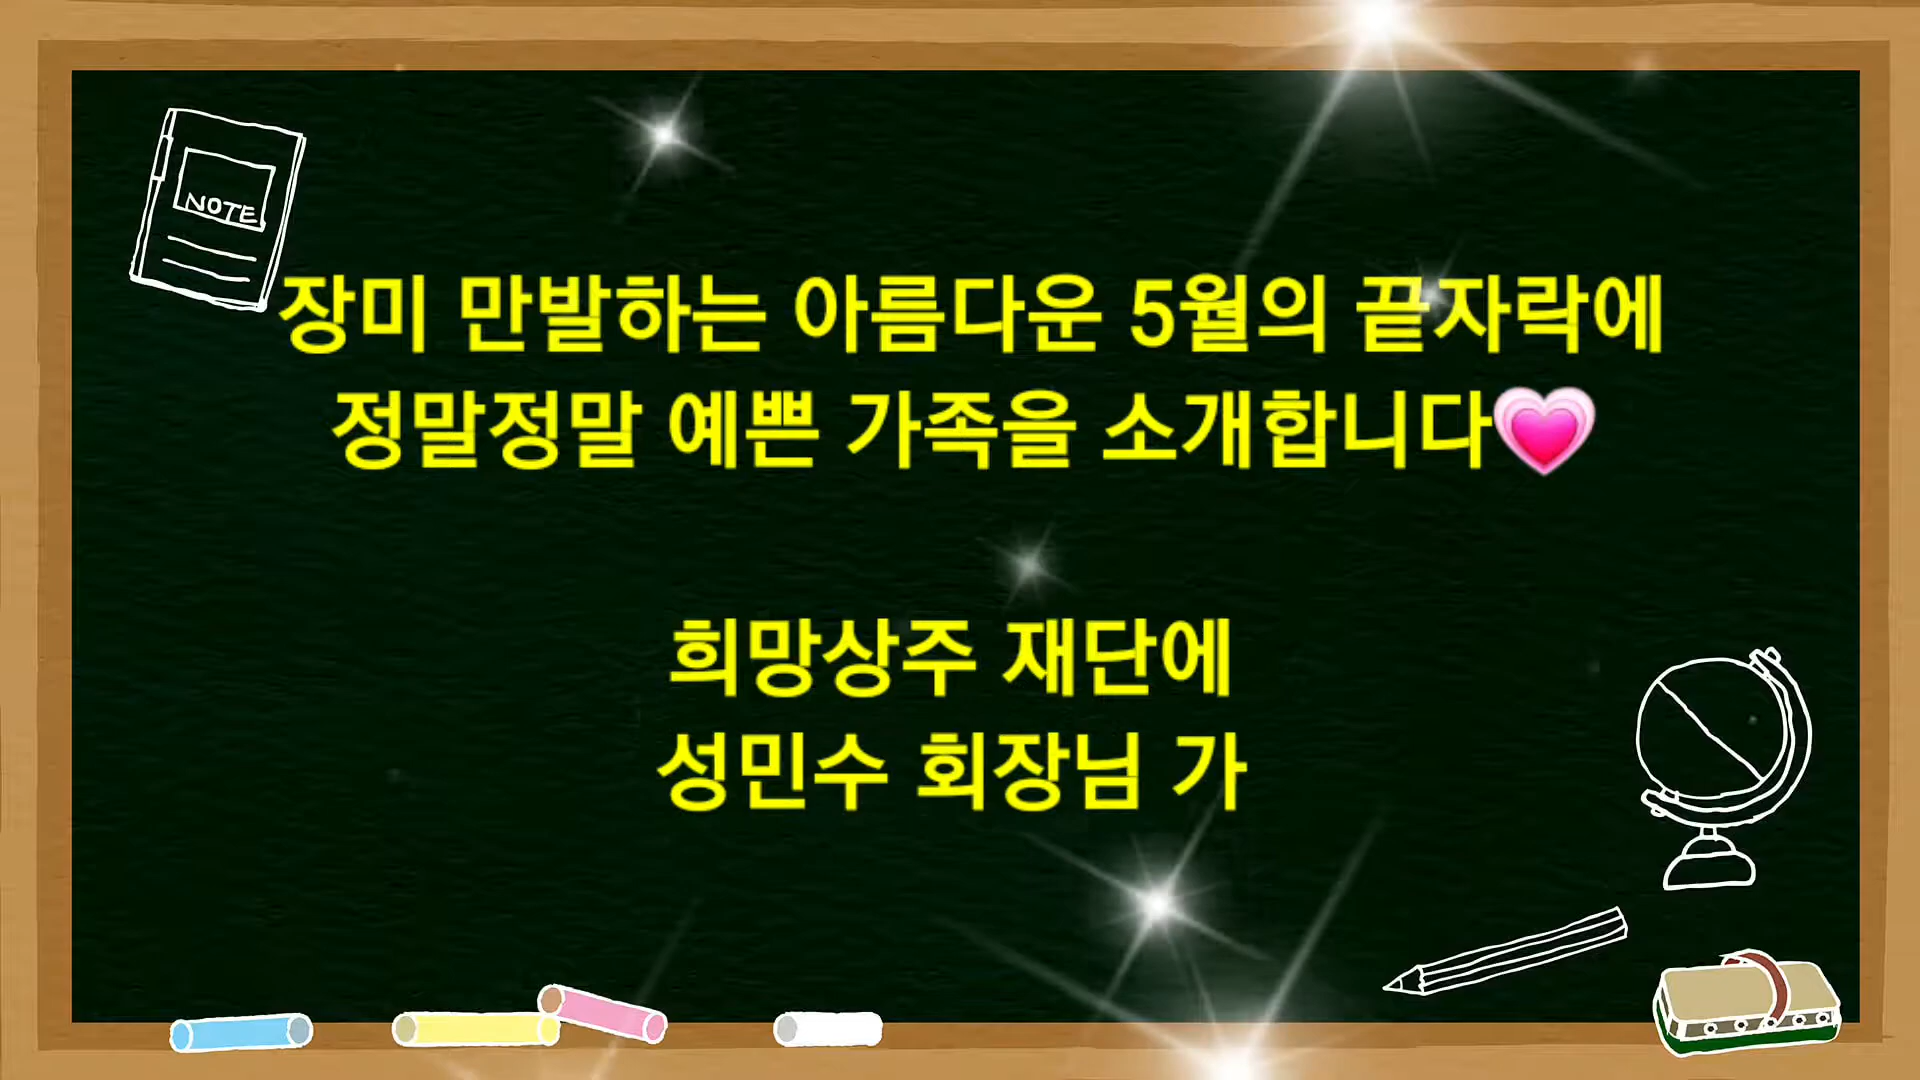 NOTE
장미 만발하는 아름다운 5월의 끝자락에
정말정말 예쁜 가족을 소개합니다💗
희망상주 재단에
성민수 회장님 가